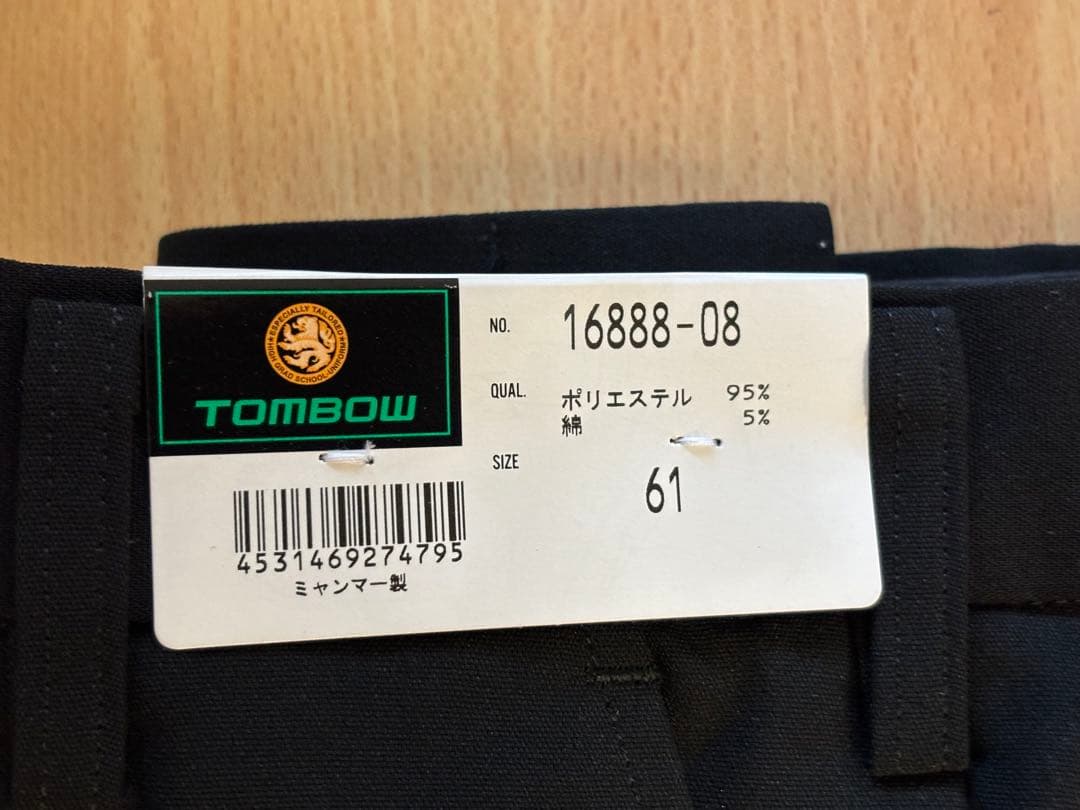 ESPECIALLY TAILORED
HIGH GRAD SCHOOL-UNIFORM
TOMBOW
4531469274795
ミャンマー製
NO. 16888-08
QUAL. ポリエステル 95%
綿 5%
SIZE 61